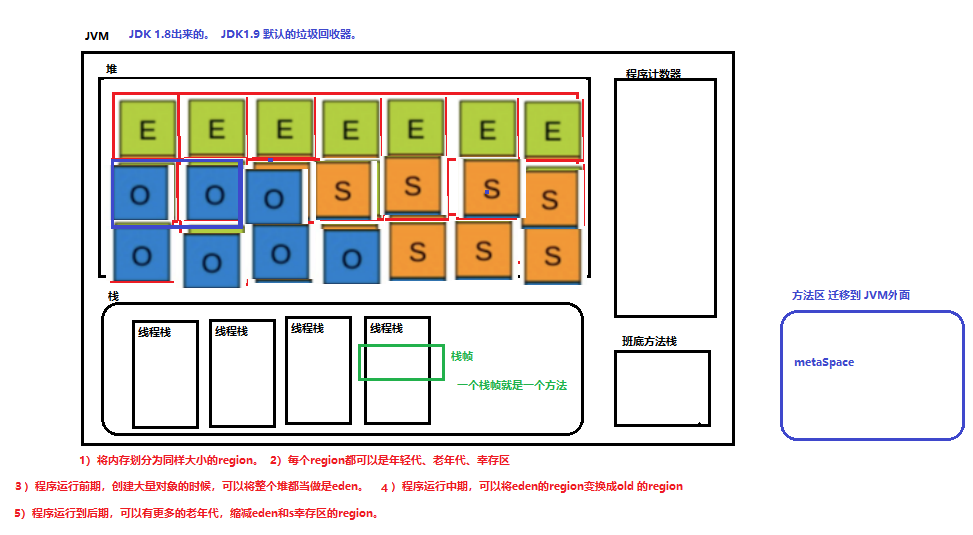 JVM JDK 1.8出来的。 JDK1.9 默认的垃圾回收器。
堆
程序计数器
E E E E E E E
O O O S S S S
O O O O S S S
栈
线程栈 线程栈 线程栈 线程栈
栈帧
一个栈帧就是一个方法
班底方法栈
方法区 迁移到 JVM外面
metaSpace
1）将内存划分为同样大小的region。 2）每个region都可以是年轻代、老年代、幸存区
3 ）程序运行前期，创建大量对象的时候，可以将整个堆都当做是eden。 4 ）程序运行中期，可以将eden的region变换成old 的region
5）程序运行到后期，可以有更多的老年代，缩减eden和s幸存区的region。